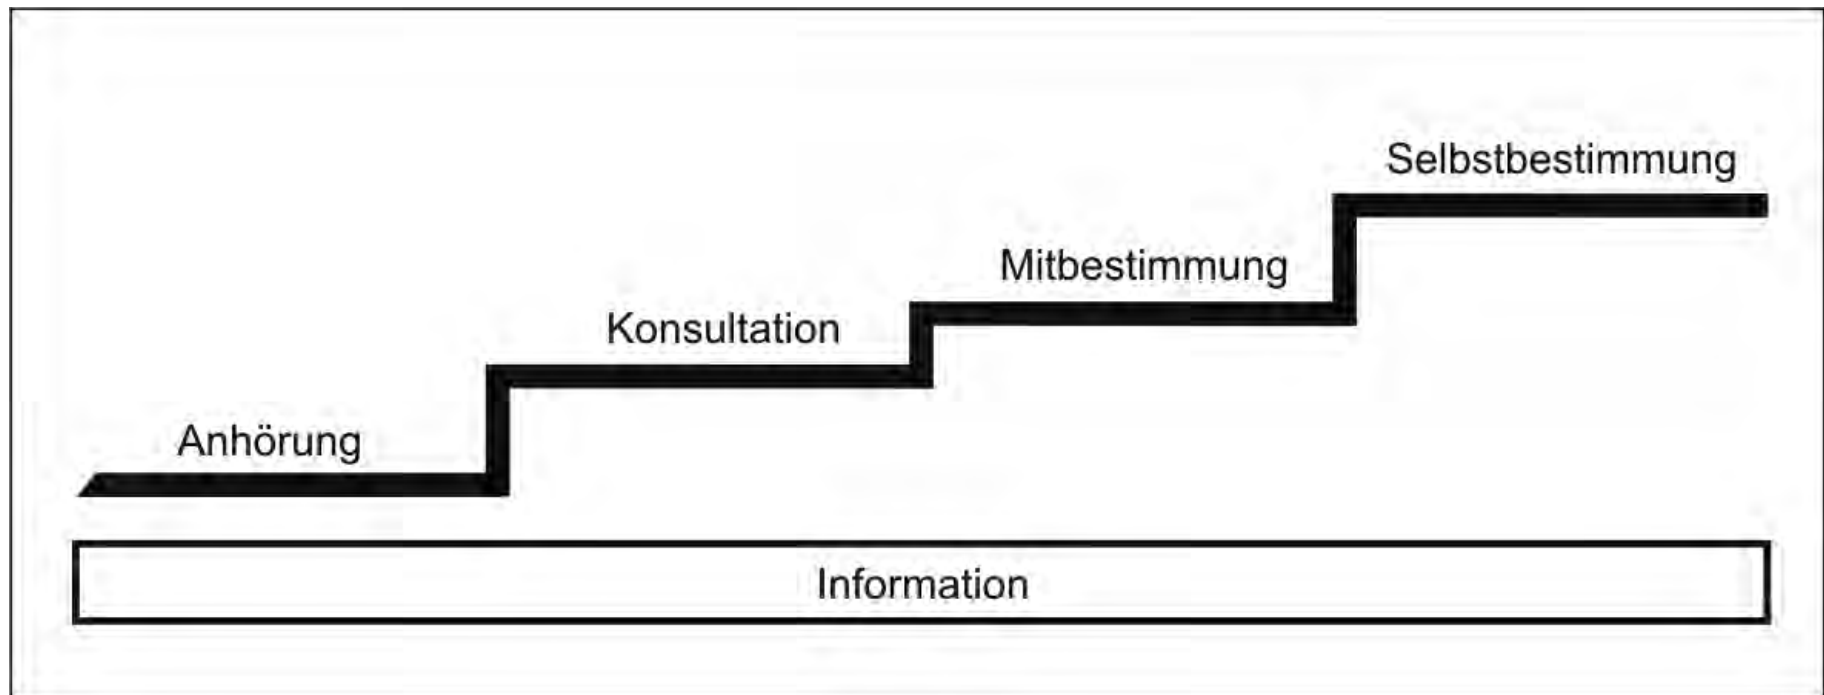 Selbstbestimmung
Mitbestimmung
Konsultation
Anhörung
Information